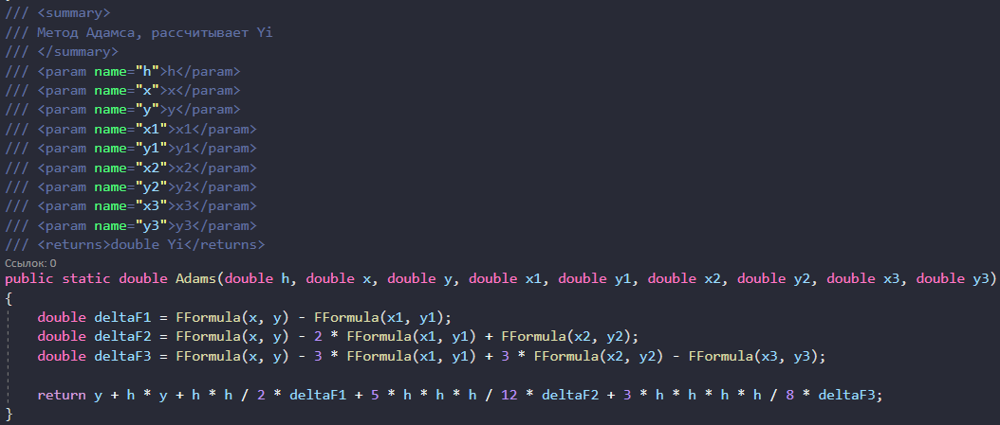 /// <summary>
/// Метод Адамса, рассчитывает Yi
/// </summary>
/// <param name="h">h</param>
/// <param name="x">x</param>
/// <param name="y">y</param>
/// <param name="x1">x1</param>
/// <param name="y1">y1</param>
/// <param name="x2">x2</param>
/// <param name="y2">y2</param>
/// <param name="x3">x3</param>
/// <param name="y3">y3</param>
/// <returns>double Yi</returns>
Ссылок: 0
public static double Adams(double h, double x, double y, double x1, double y1, double x2, double y2, double x3, double y3)
{
    double deltaF1 = FFormula(x, y) - FFormula(x1, y1);
    double deltaF2 = FFormula(x, y) - 2 * FFormula(x1, y1) + FFormula(x2, y2);
    double deltaF3 = FFormula(x, y) - 3 * FFormula(x1, y1) + 3 * FFormula(x2, y2) - FFormula(x3, y3);
    return y + h * y + h * h / 2 * deltaF1 + 5 * h * h * h / 12 * deltaF2 + 3 * h * h * h * h / 8 * deltaF3;
}